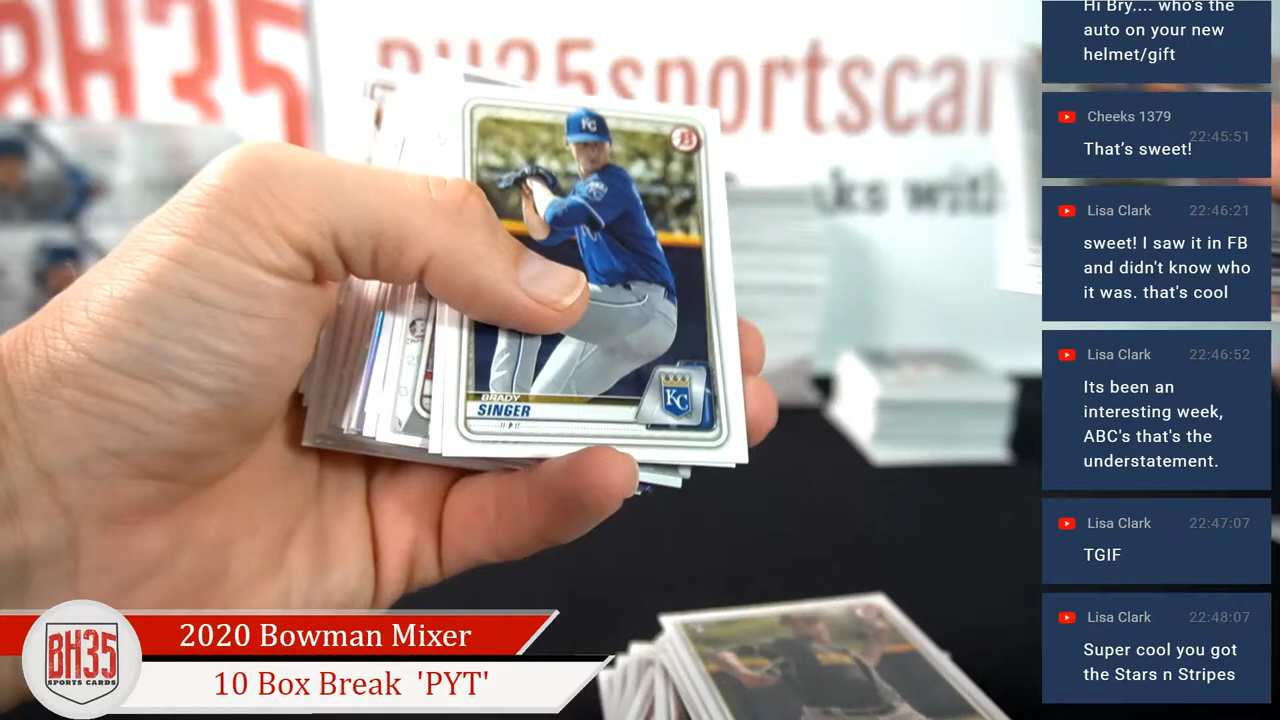 BH35
BH35sportscar
ks with
KC
B
BRADY
SINGER
P
KC
BH35
SPORTS CARDS
2020 Bowman Mixer
10 Box Break 'PYT'
Hi Bry.... who's the
auto on your new
helmet/gift
Cheeks 1379
22:45:51
That's sweet!
Lisa Clark 22:46:21
sweet! I saw it in FB
and didn't know who
it was. that's cool
Lisa Clark 22:46:52
Its been an
interesting week,
ABC's that's the
understatement.
Lisa Clark 22:47:07
TGIF
Lisa Clark 22:48:07
Super cool you got
the Stars n Stripes